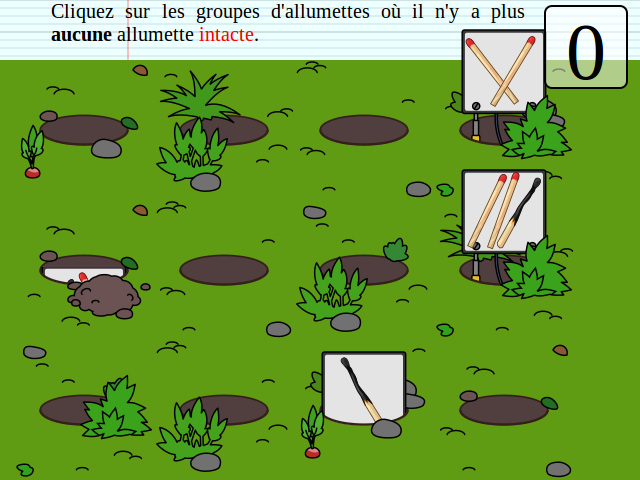 Cliquez sur les groupes d'allumettes où il n'y a plus
aucune allumette intacte.
0